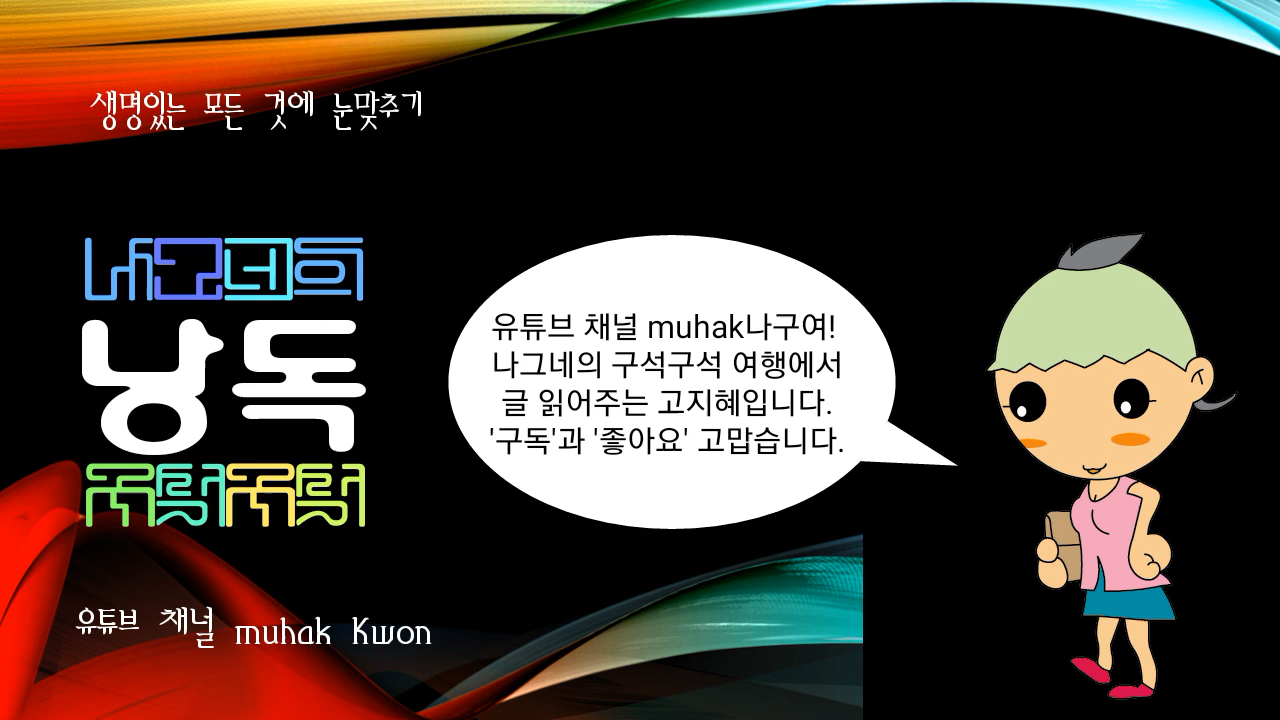 생명있는 모든 것에 눈맞추기
나그네의
낭독
구석구석
유튜브 채널 muhak나구여!
나그네의 구석구석 여행에서
글 읽어주는 고지혜입니다.
'구독'과 '좋아요' 고맙습니다.
유튜브 채널 muhak Kwon